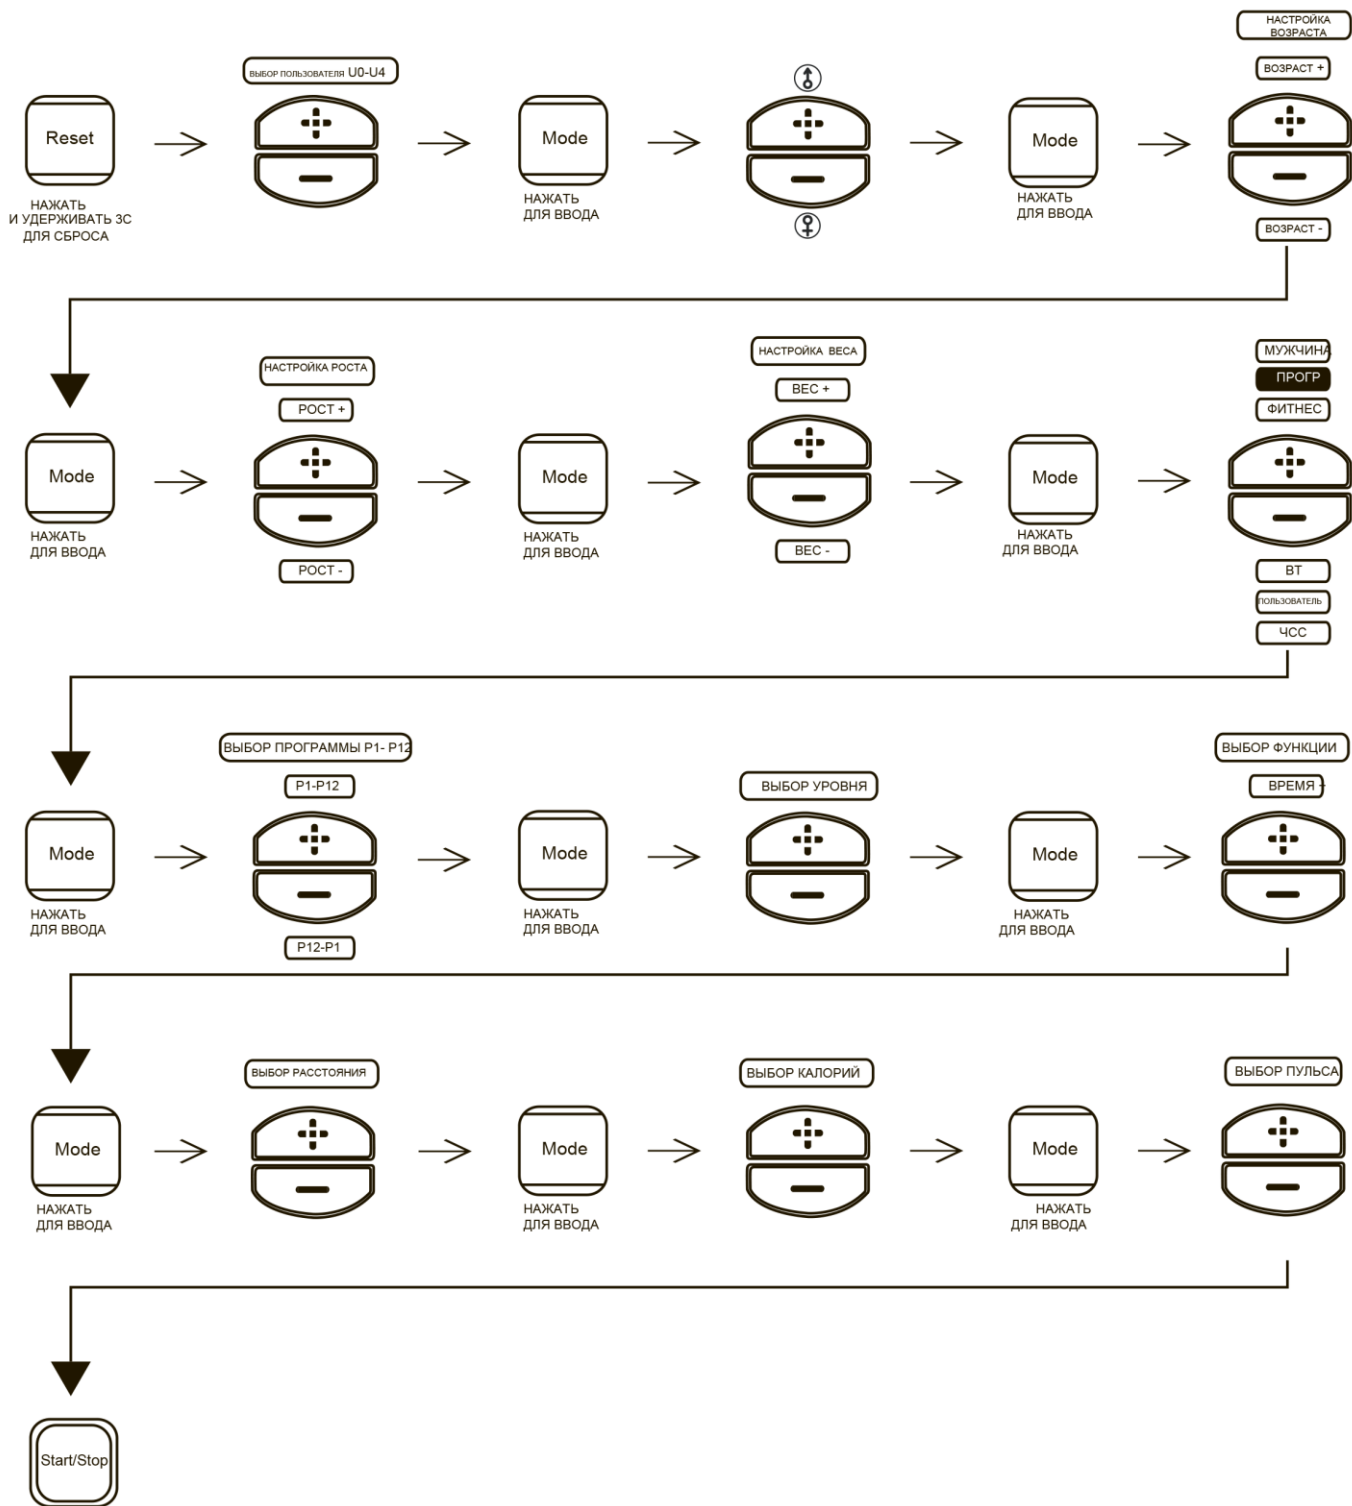 НАСТРОЙКА
ВОЗРАСТА
ВЫБОР ПОЛЬЗОВАТЕЛЯ U0-U4
ВОЗРАСТ +
Reset
Mode
Mode
НАЖАТЬ
И УДЕРЖИВАТЬ 3С
ДЛЯ СБРОСА
НАЖАТЬ
ДЛЯ ВВОДА
НАЖАТЬ
ДЛЯ ВВОДА
ВОЗРАСТ -
НАСТРОЙКА РОСТА
РОСТ +
НАСТРОЙКА ВЕСА
ВЕС +
МУЖЧИНА
ПРОГР
ФИТНЕС
Mode
Mode
Mode
НАЖАТЬ
ДЛЯ ВВОДА
РОСТ -
НАЖАТЬ
ДЛЯ ВВОДА
ВЕС -
НАЖАТЬ
ДЛЯ ВВОДА
ВТ
ПОЛЬЗОВАТЕЛЬ
ЧСС
ВЫБОР ПРОГРАММЫ P1- P12
P1-P12
ВЫБОР УРОВНЯ
ВЫБОР ФУНКЦИИ
ВРЕМЯ +
Mode
Mode
Mode
НАЖАТЬ
ДЛЯ ВВОДА
P12-P1
НАЖАТЬ
ДЛЯ ВВОДА
НАЖАТЬ
ДЛЯ ВВОДА
ВЫБОР РАССТОЯНИЯ
ВЫБОР КАЛОРИЙ
ВЫБОР ПУЛЬСА
Mode
Mode
Mode
НАЖАТЬ
ДЛЯ ВВОДА
НАЖАТЬ
ДЛЯ ВВОДА
НАЖАТЬ
ДЛЯ ВВОДА
Start/Stop